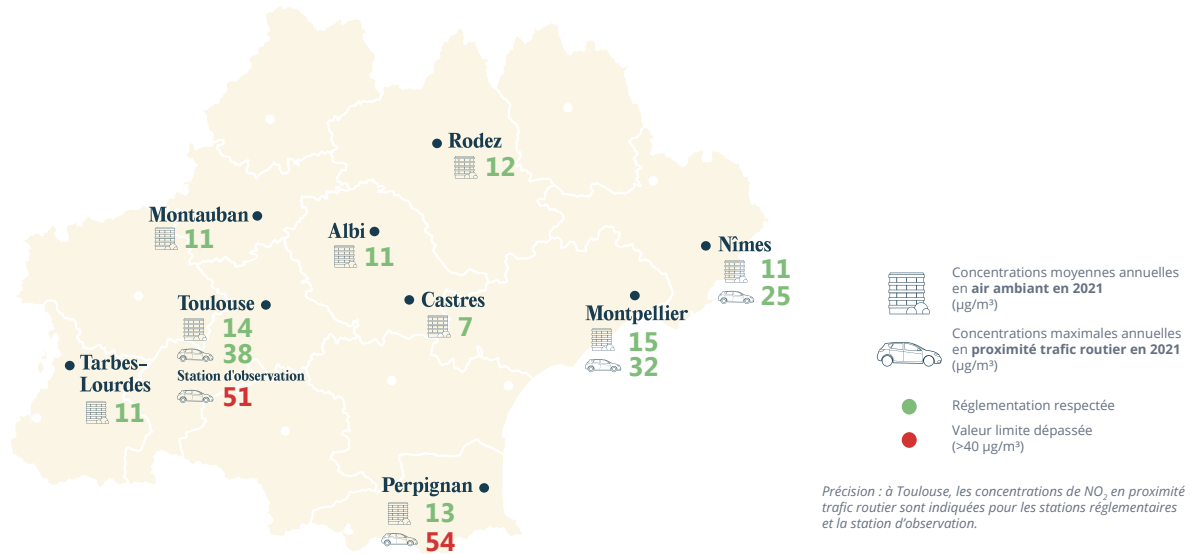 Rodez
12
Montauban
11
Albi
11
Nîmes
11
25
Toulouse
14
38
Station d'observation
51
Castres
7
Montpellier
15
32
Tarbes-
Lourdes
11
Perpignan
13
54
Concentrations moyennes annuelles
en air ambiant en 2021
(µg/m³)
Concentrations maximales annuelles
en proximité trafic routier en 2021
(µg/m³)
Réglementation respectée
Valeur limite dépassée
(>40 µg/m³)
Précision : à Toulouse, les concentrations de NO₂ en proximité
trafic routier sont indiquées pour les stations réglementaires
et la station d'observation.